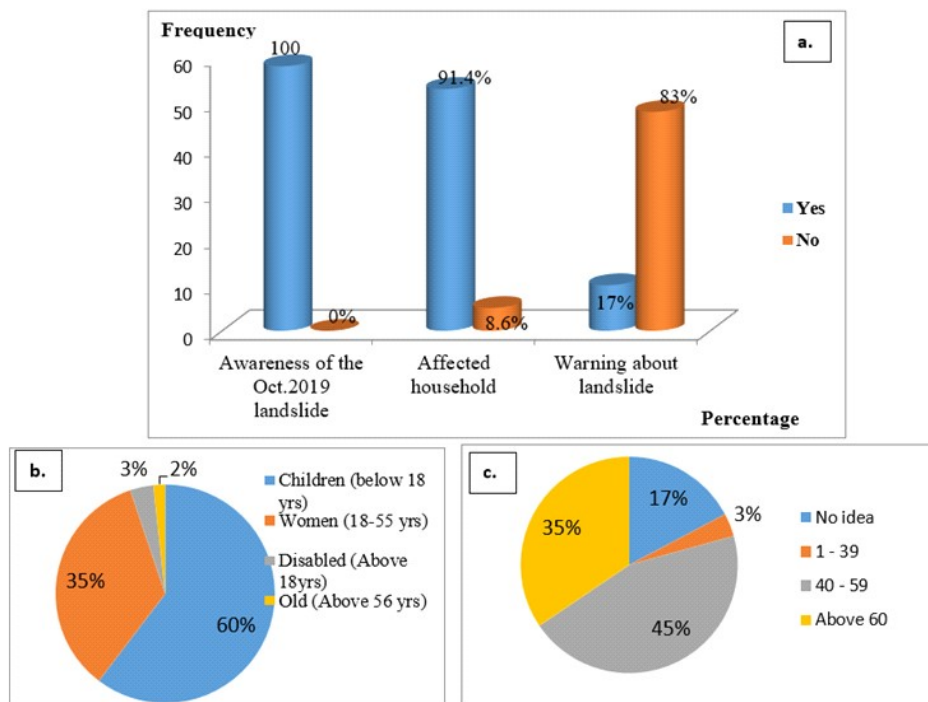 Frequency
a.
100
91.4%
83%
60
50
40
30
20
10
0
0%
8.6%
17%
Yes
No
Awareness of the
Oct.2019
landslide
Affected
household
Warning about
landslide
Percentage
b.
3%
2%
35%
60%
Children (below 18
yrs)
Women (18-55 yrs)
Disabled (Above
18yrs)
Old (Above 56 yrs)
c.
17%
3%
35%
45%
No idea
1 - 39
40 - 59
Above 60